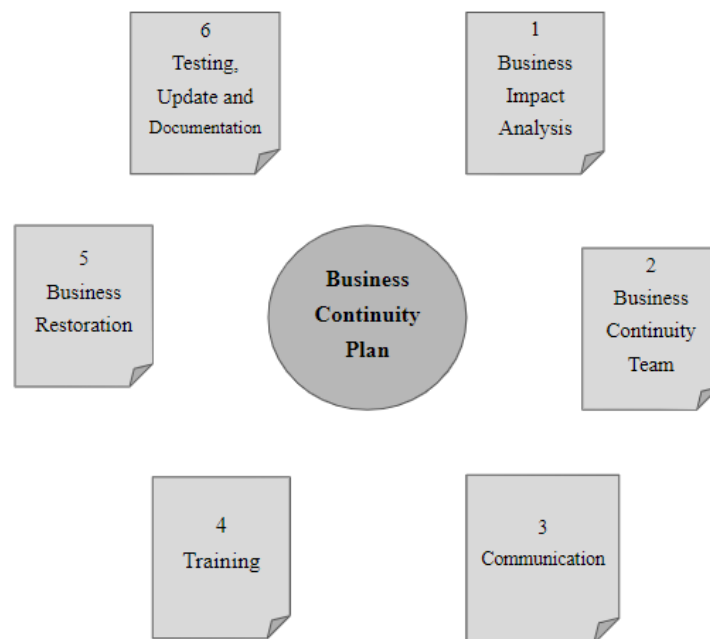 6
Testing,
Update and
Documentation
1
Business
Impact
Analysis
5
Business
Restoration
Business
Continuity
Plan
2
Business
Continuity
Team
4
Training
3
Communication